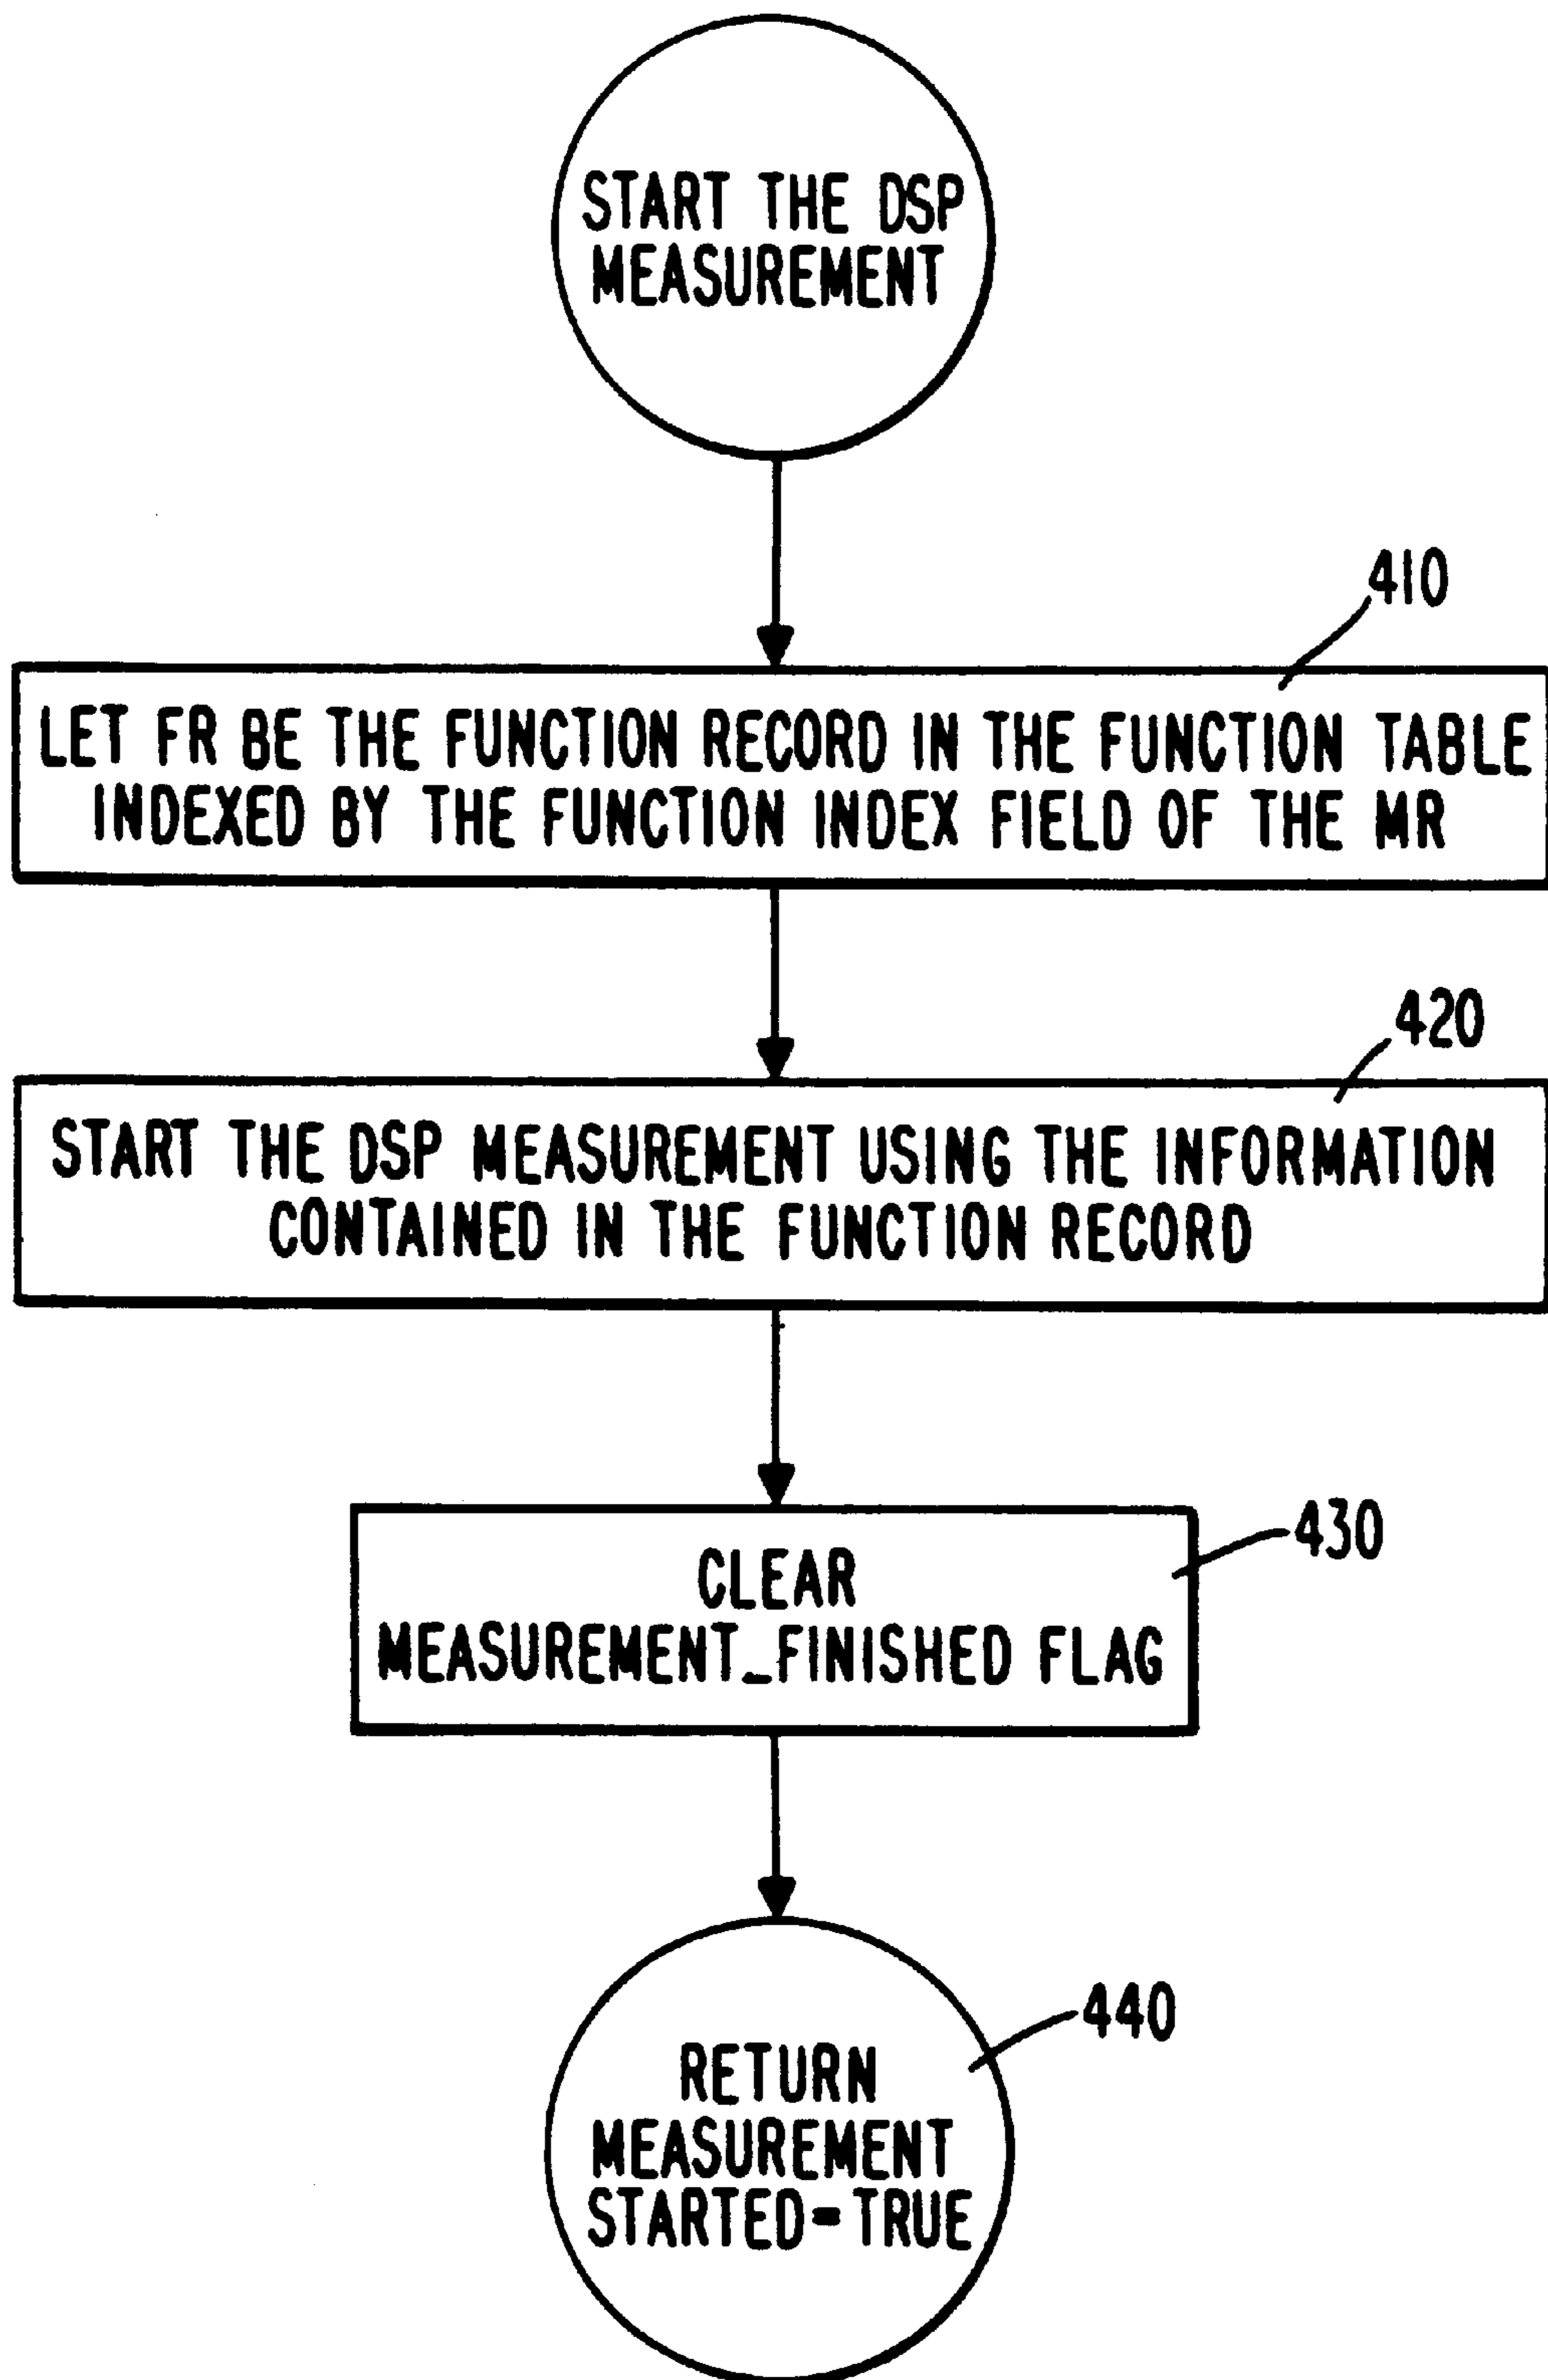 START THE DSP
MEASUREMENT
410
LET FR BE THE FUNCTION RECORD IN THE FUNCTION TABLE
INDEXED BY THE FUNCTION INDEX FIELD OF THE MR
420
START THE DSP MEASUREMENT USING THE INFORMATION
CONTAINED IN THE FUNCTION RECORD
430
CLEAR
MEASUREMENT_FINISHED FLAG
440
RETURN
MEASUREMENT
STARTED=TRUE